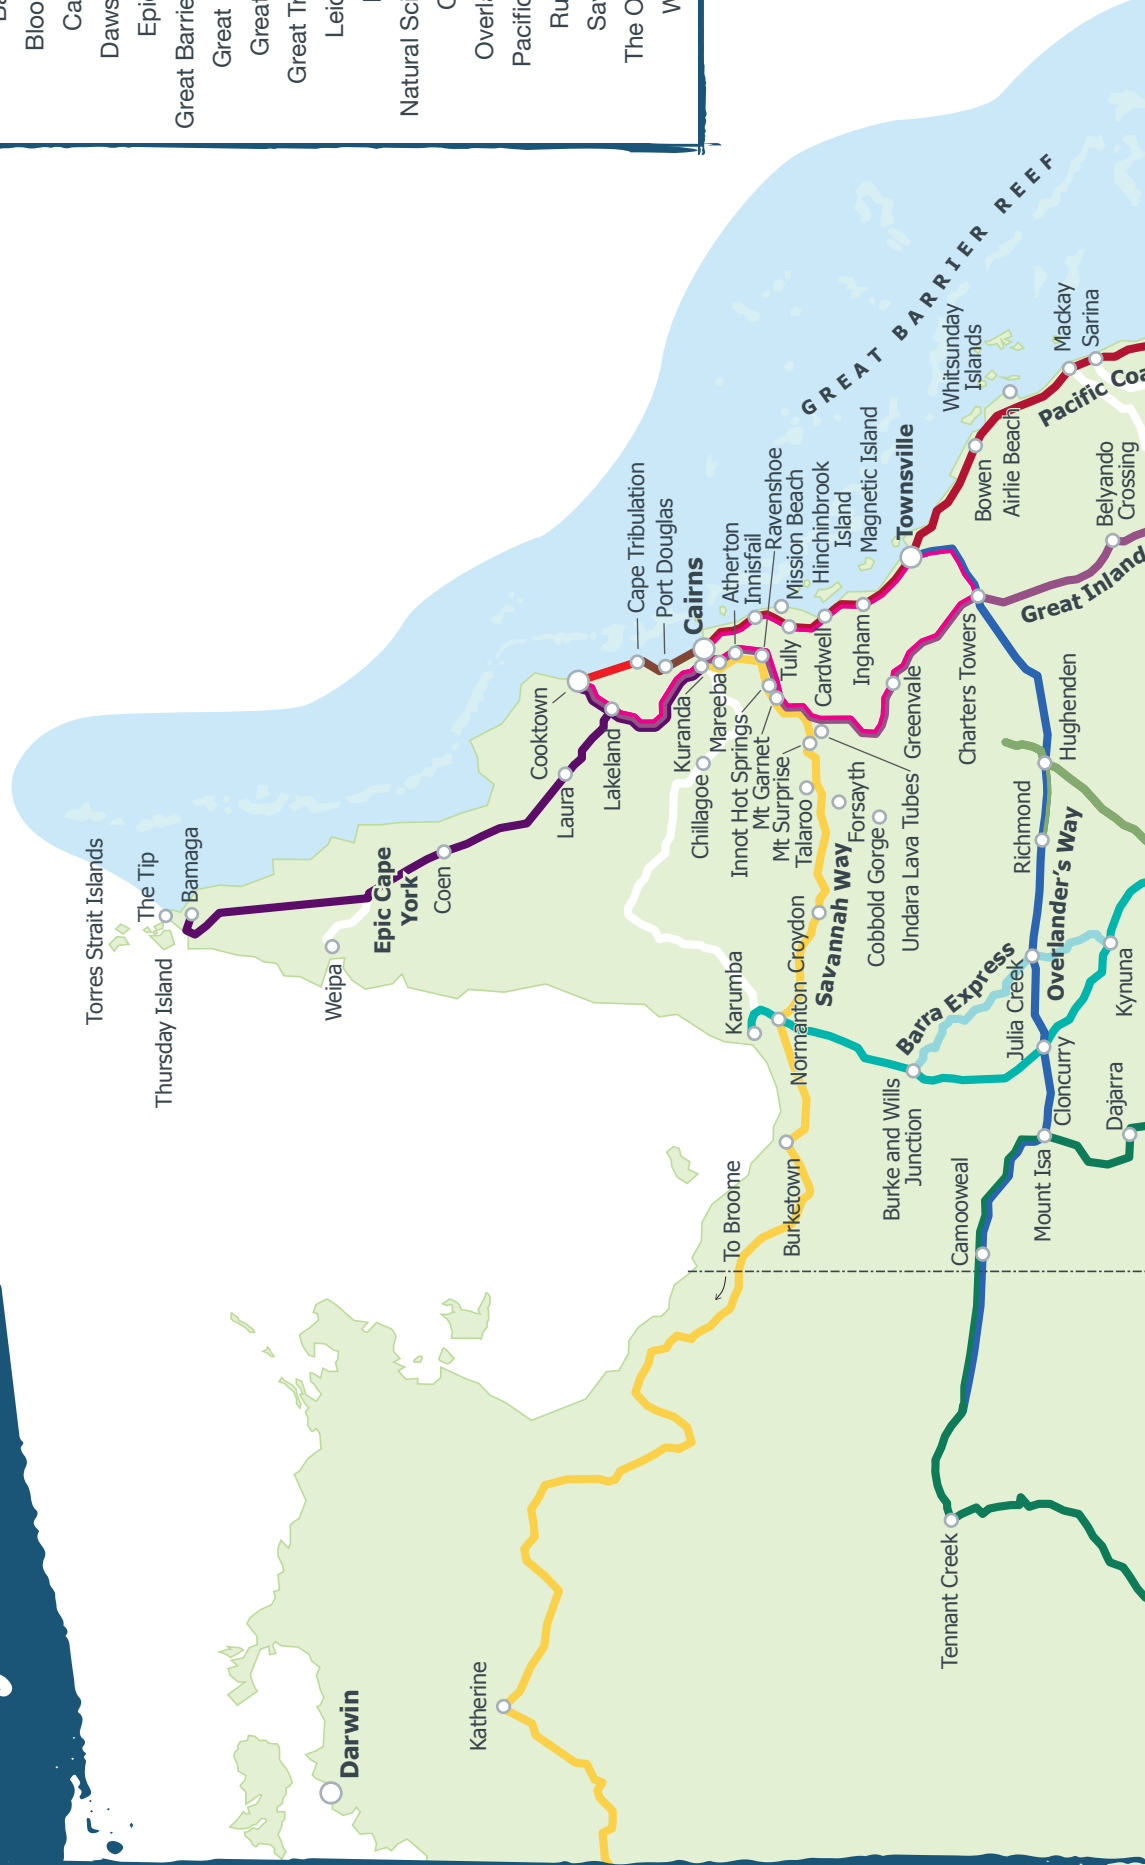 Torres Strait Islands
The Tip
Bamaga
Thursday Island
Weipa
Epic Cape
York
Coen
Laura
Cooktown
Lakeland
Cape Tribulation
Port Douglas
Cairns
Kuranda
Mareeba
Atherton
Innisfail
Ravenshoe
Mission Beach
Hinchinbrook
Island
Magnetic Island
Townsville
Tully
Cardwell
Ingham
Chillagoe
Innot Hot Springs
Mt Garnet
Mt Surprise
Talaroo
Forsayth
Cobbold Gorge
Undara Lava Tubes
Greenvale
Charters Towers
GREAT BARRIER REEF
Whitsunday
Islands
Bowen
Airlie Beach
Mackay
Sarina
Pacific Coa
Belyando
Crossing
Great Inland
Hughenden
Richmond
Overlander's Way
Julia Creek
Kynuna
Barra Express
Cloncurry
Dajarra
Mount Isa
Camooweal
Burke and Wills
Junction
Karumba
Normanton
Croydon
Savannah Way
Burketown
To Broome
Tennant Creek
Katherine
Darwin
Bloo
Ca
Daws
Epi
Great Barrie
Great
Great
Great Tr
Leic
Natural Sci
Overla
Pacific
Ru
Sa
The O
W